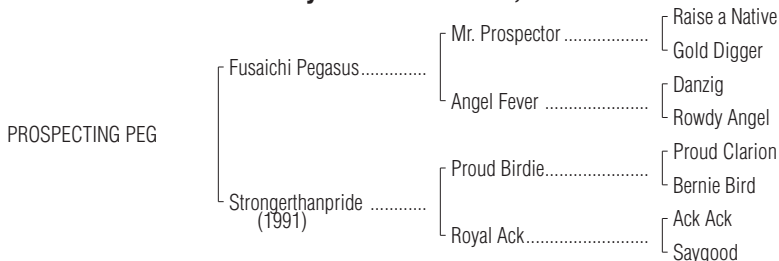 Raise a Native
Mr. Prospector
Gold Digger
Fusaichi Pegasus
Danzig
Angel Fever
Rowdy Angel
PROSPECTING PEG
Proud Clarion
Proud Birdie
Bernie Bird
Strongerthanpride
(1991)
Ack Ack
Royal Ack
Saygood